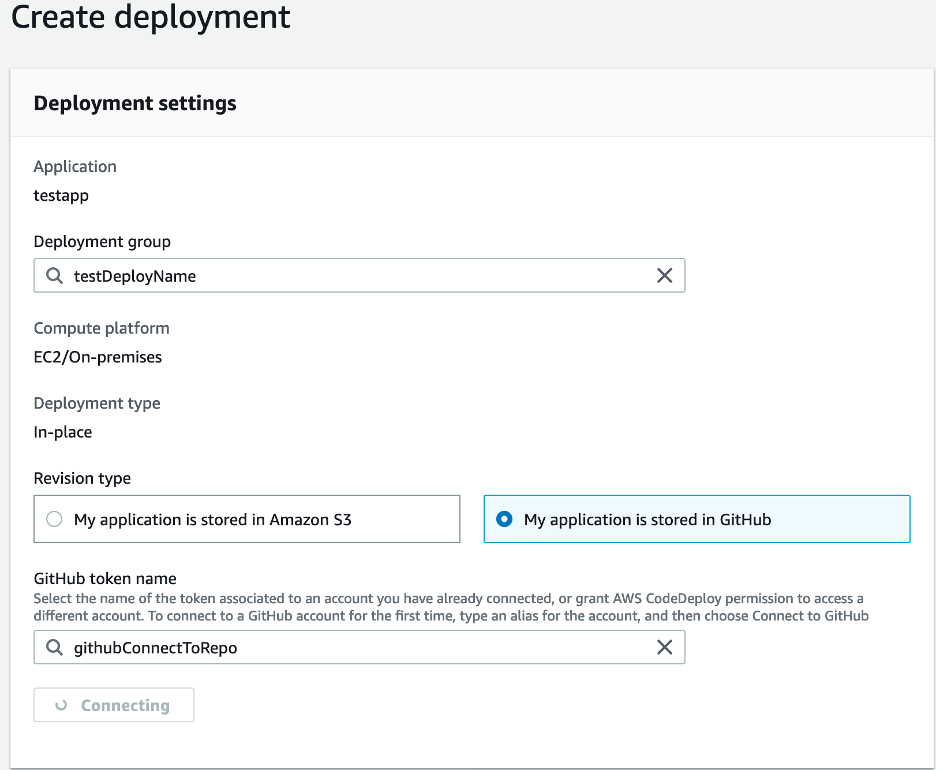 Create deployment
Deployment settings
Application
testapp
Deployment group
testDeployName
Compute platform
EC2/On-premises
Deployment type
In-place
Revision type
My application is stored in Amazon S3
My application is stored in GitHub
GitHub token name
Select the name of the token associated to an account you have already connected, or grant AWS CodeDeploy permission to access a
different account. To connect to a GitHub account for the first time, type an alias for the account, and then choose Connect to GitHub
githubConnectToRepo
Connecting